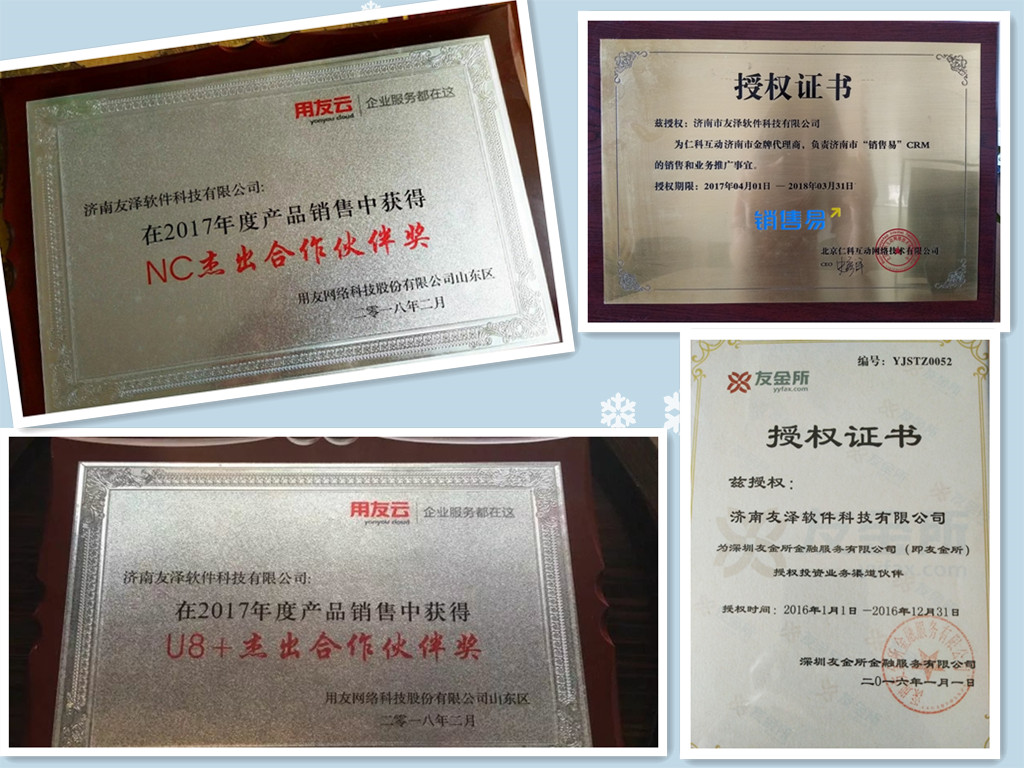 用友云 企业服务都在这
yonyou cloud
济南友泽软件科技有限公司:
在2017年度产品销售中获得
NC杰出合作伙伴奖
用友网络科技股份有限公司山东区
二零一八年二月
授权证书
兹授权：济南市友泽软件科技有限公司
为仁科互动济南市金牌代理商，负责济南市“销售易”CRM
的销售和业务推广事宜。
授权期限：2017年04月01日 — 2018年03月31日
销售易
北京仁科互动网络技术有限公司
CEO
用友云 企业服务都在这
yonyou cloud
济南友泽软件科技有限公司:
在2017年度产品销售中获得
U8+杰出合作伙伴奖
用友网络科技股份有限公司山东区
二零一八年二月
编号：YJSTZ0052
友金所
yyfax.com
授权证书
兹授权：
济南友泽软件科技有限公司
为深圳友金所金融服务有限公司（即友金所）
授权投资业务渠道伙伴
授权时间：2016年1月1日—2016年12月31日
深圳友金所金融服务有限公司
二〇一六年一月一日